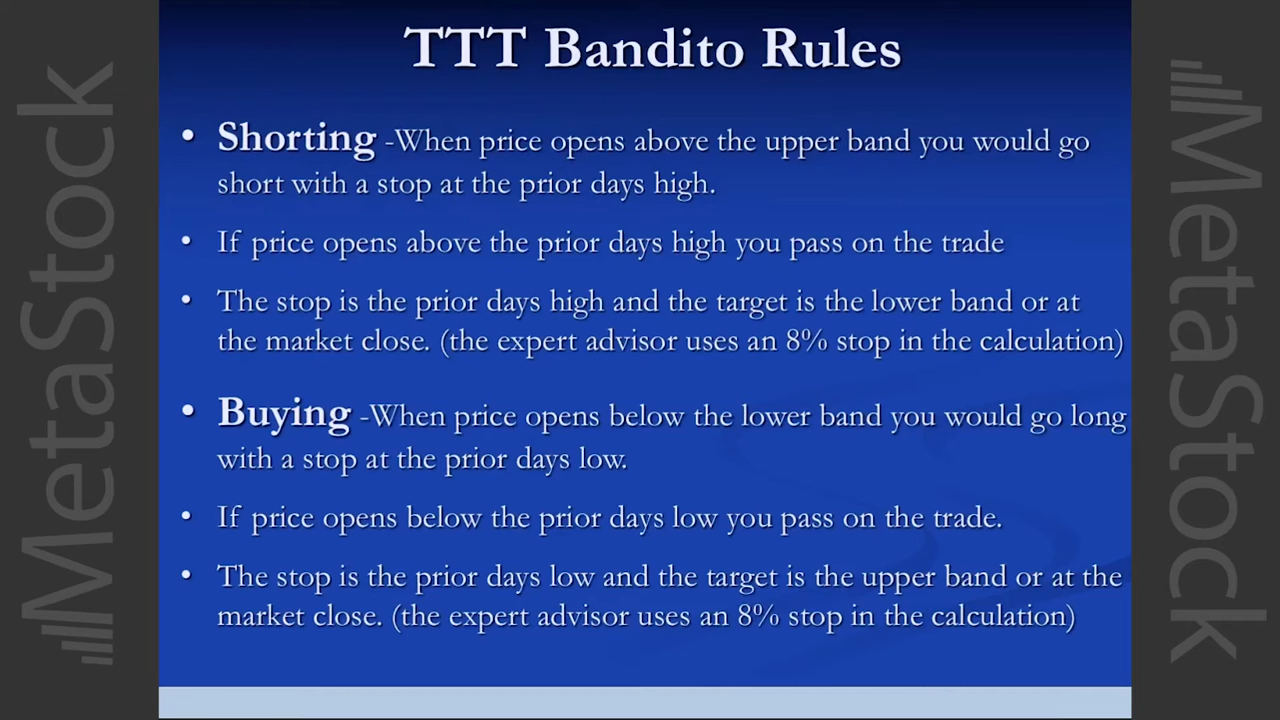 TTT Bandito Rules
• Shorting -When price opens above the upper band you would go
short with a stop at the prior days high.
• If price opens above the prior days high you pass on the trade
• The stop is the prior days high and the target is the lower band or at
the market close. (the expert advisor uses an 8% stop in the calculation)
• Buying -When price opens below the lower band you would go long
with a stop at the prior days low.
• If price opens below the prior days low you pass on the trade.
• The stop is the prior days low and the target is the upper band or at the
market close. (the expert advisor uses an 8% stop in the calculation)
MetaStock
MetaStock